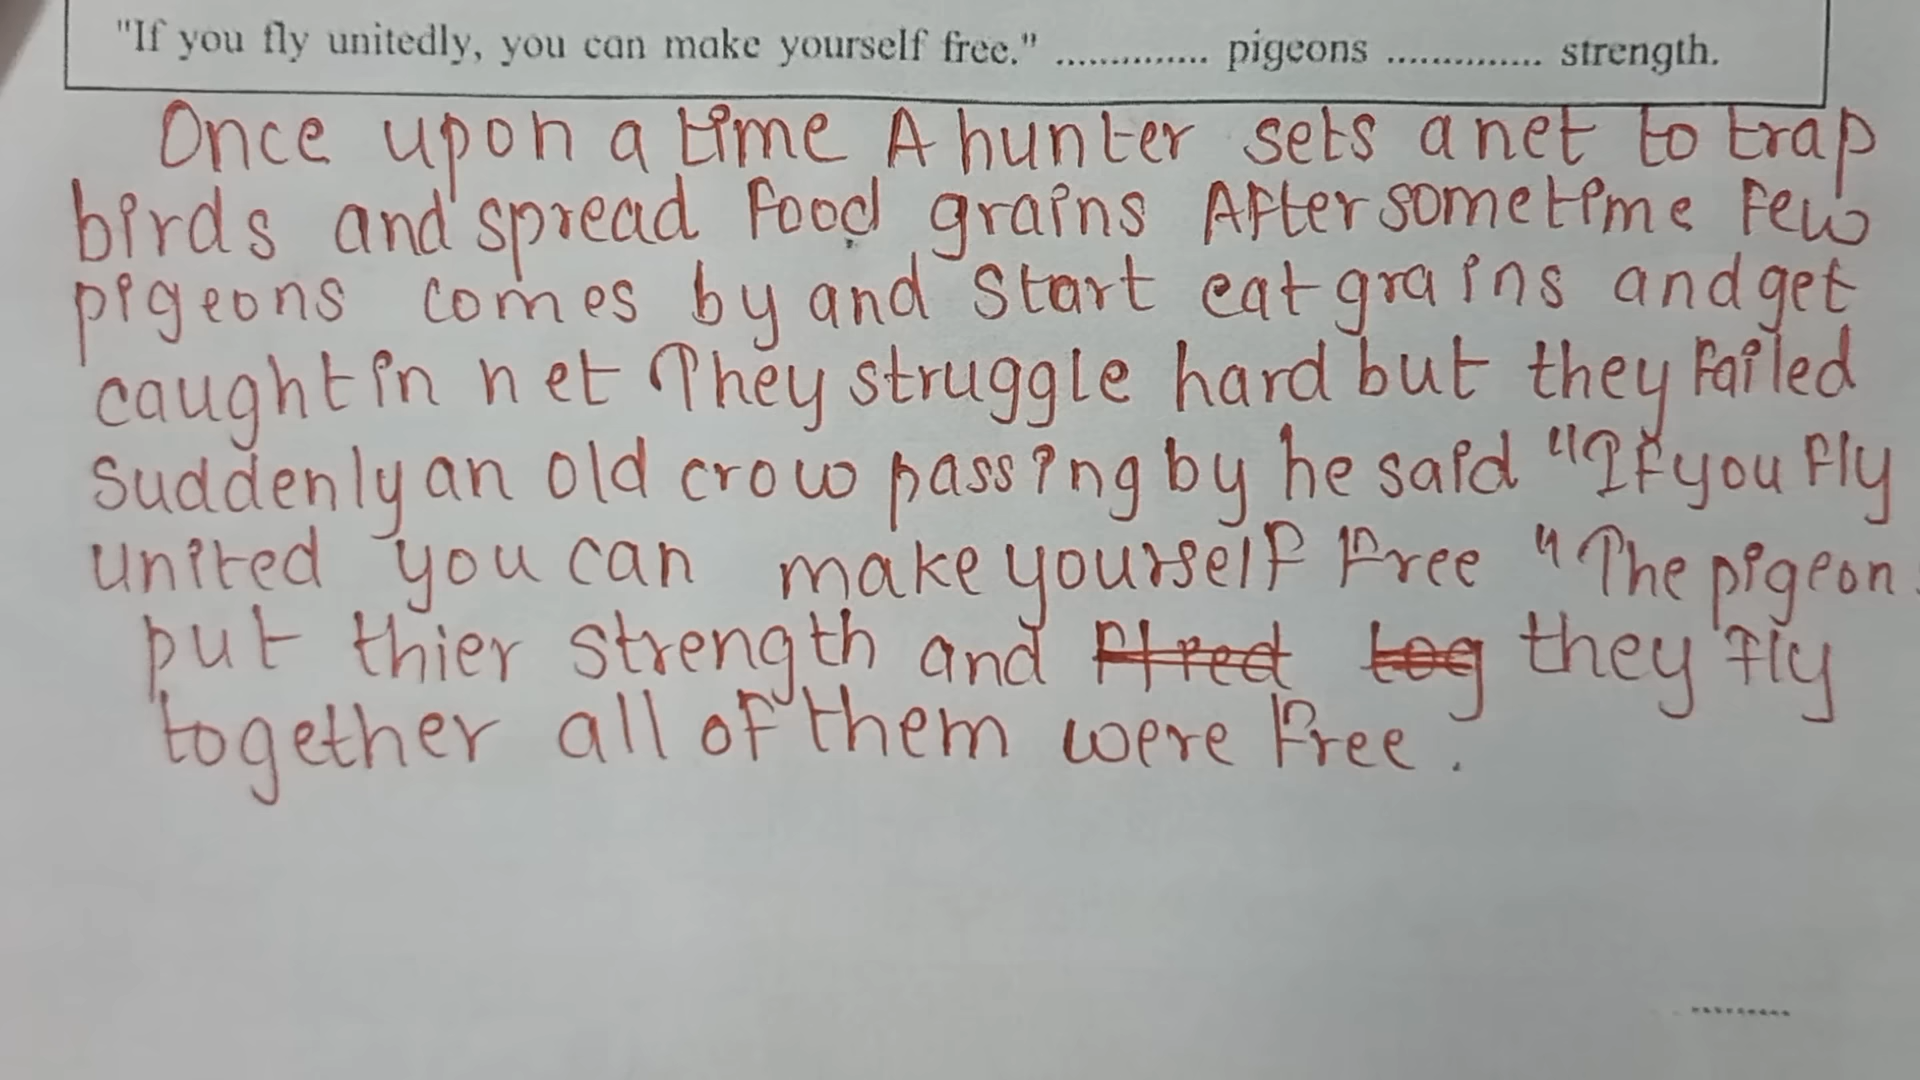 "If you fly unitedly, you can make yourself free." .............. pigeons .............. strength.
Once upon a time A hunter sets a net to trap
birds and spread food grains After sometime few
pigeons comes by and start eat grains and get
caught in net They struggle hard but they failed
suddenly an old crow passing by he said "If you fly
united you can make yourself free" The pigeon
put thier strength and they fly
together all of them were free.